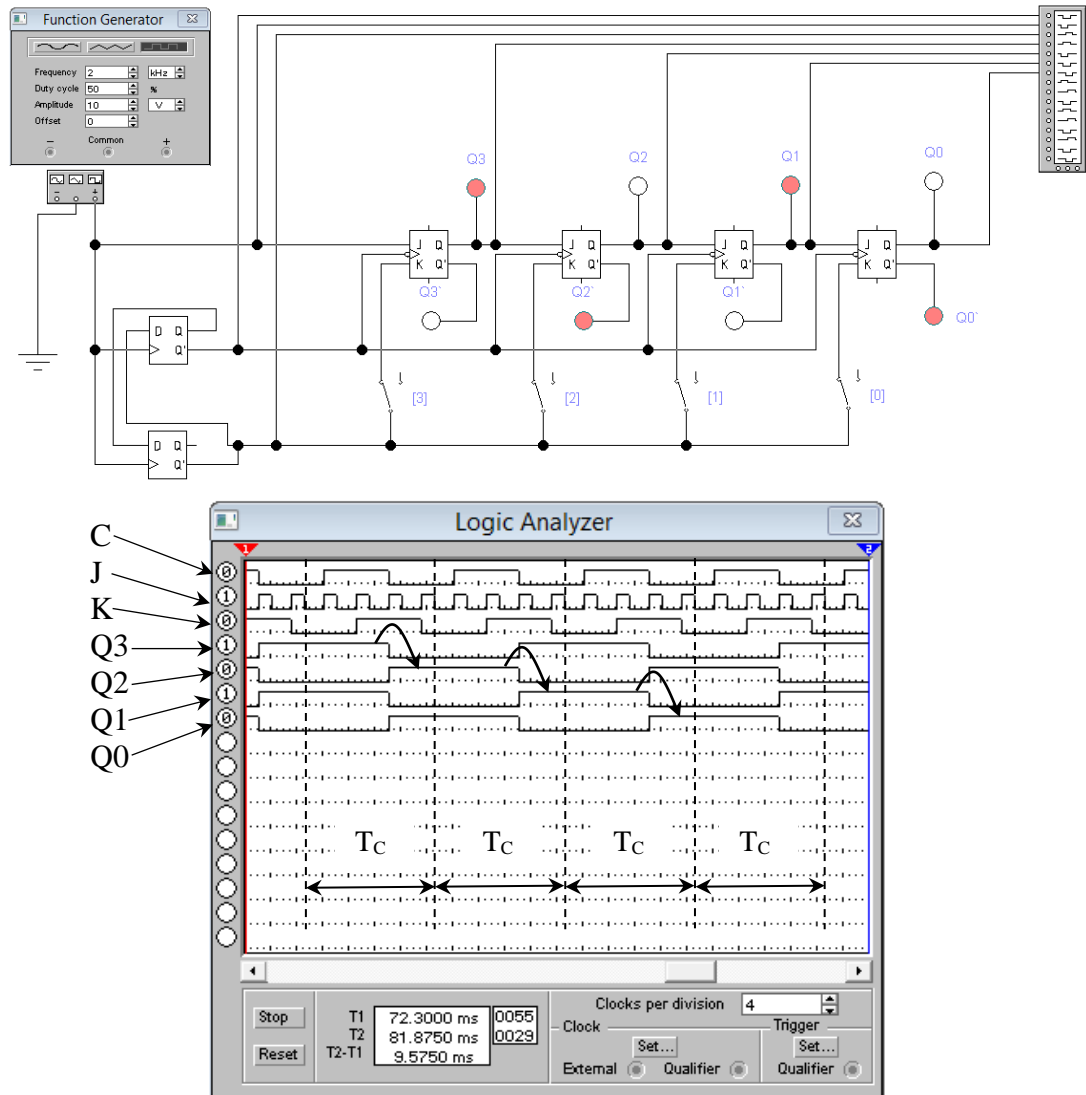 Function Generator
Frequency 2 kHz
Duty cycle 50 %
Amplitude 10 V
Offset 0
− Common +
− +
Q3 Q2 Q1 Q0
J Q J Q J Q J Q
K Q' K Q' K Q' K Q'
Q3` Q2` Q1` Q0`
D Q
Q'
[3] [2] [1] [0]
D Q
Q'
Logic Analyzer
1 2
C 0
J 1
K 0
Q3 1
Q2 0
Q1 1
Q0 0
TC TC TC TC
Clocks per division 4
Stop
Reset
T1 72.3000 ms 0055
T2 81.8750 ms 0029
T2-T1 9.5750 ms
Clock Trigger
Set... Set...
External Qualifier Qualifier